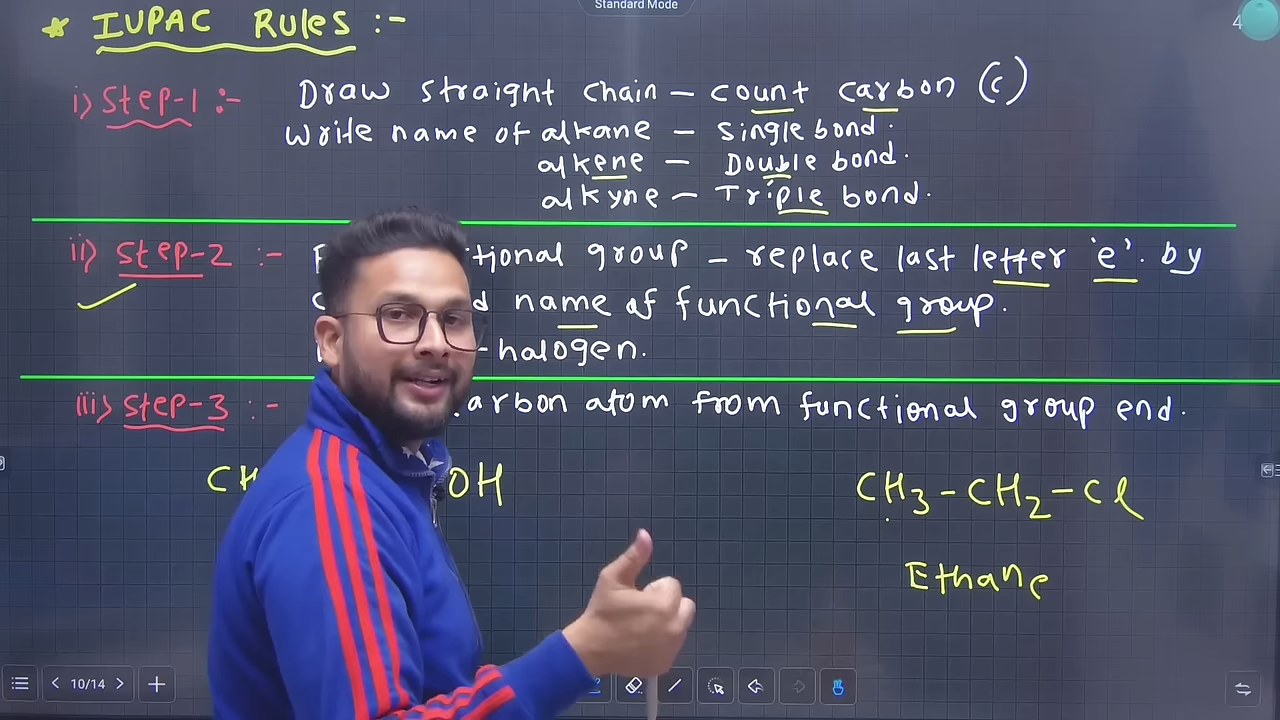 Standard Mode
4
* IUPAC Rules :-
i) Step-1 :- Draw straight chain – count carbon (C)
Write name of alkane – Single bond.
alkene – Double bond.
alkyne – Triple bond.
ii) Step-2 :- group – replace last letter 'e'. by
name of functional group.
-halogen.
iii) Step-3 :- carbon atom from functional group end.
OH
CH3-CH2-Cl
Ethane
10/14